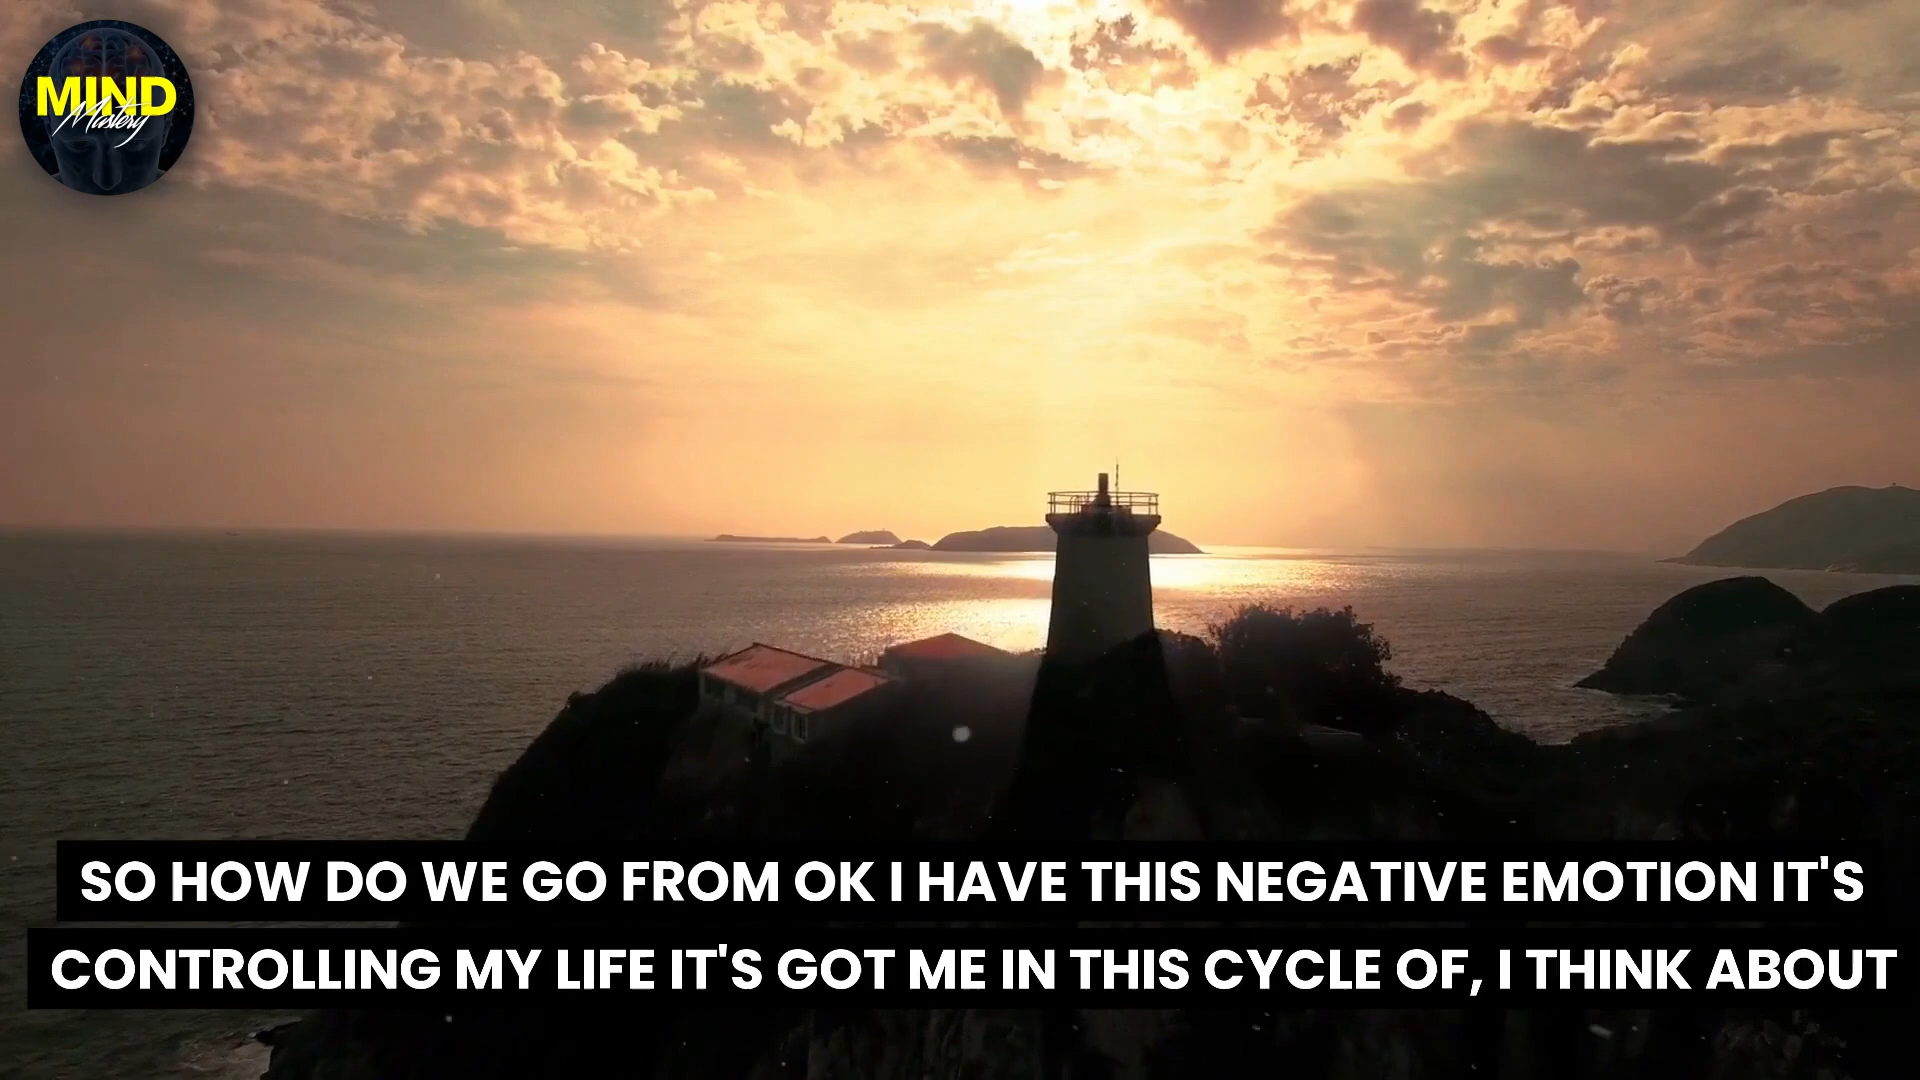 MIND
Mastery
SO HOW DO WE GO FROM OK I HAVE THIS NEGATIVE EMOTION IT'S
CONTROLLING MY LIFE IT'S GOT ME IN THIS CYCLE OF, I THINK ABOUT